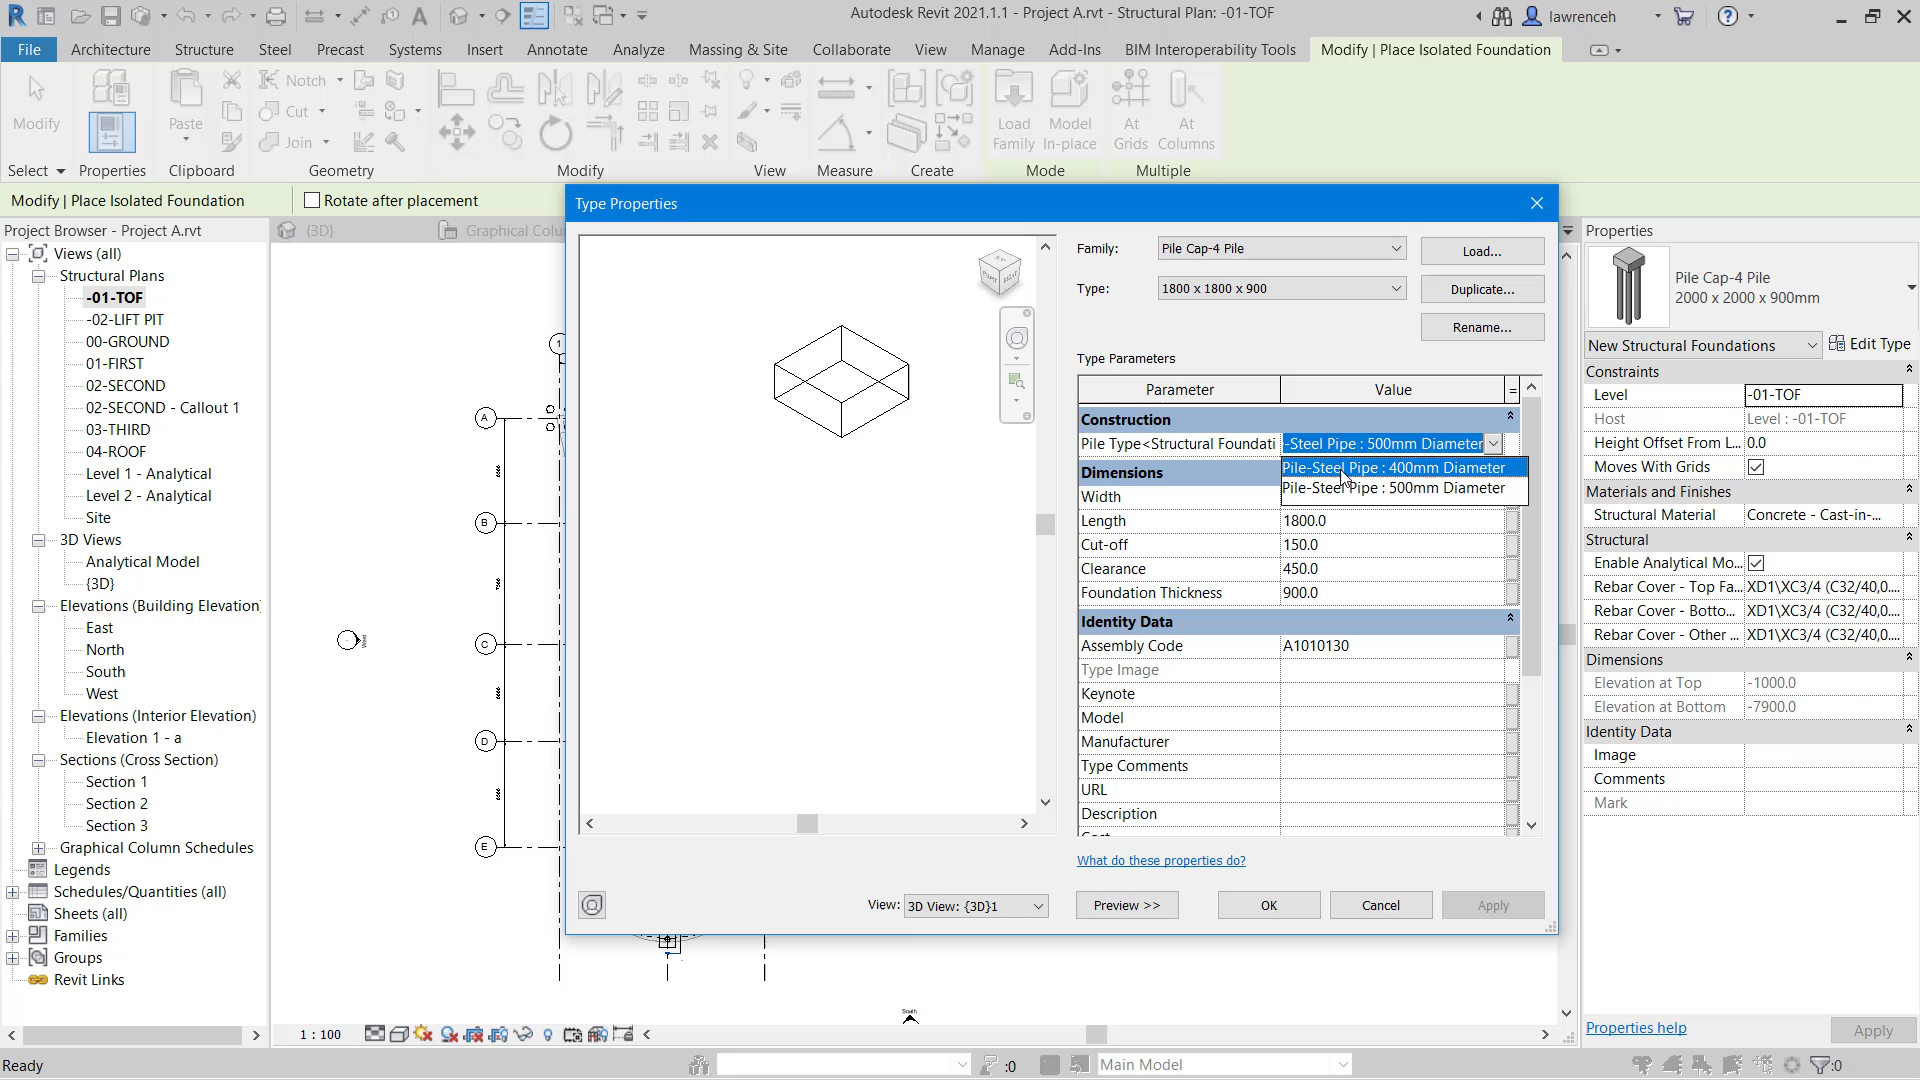 Autodesk Revit 2021.1.1 - Project A.rvt - Structural Plan: -01-TOF
lawrenceh
File Architecture Structure Steel Precast Systems Insert Annotate Analyze Massing & Site Collaborate View Manage Add-Ins BIM Interoperability Tools Modify | Place Isolated Foundation
Modify
Paste
Notch
Cut
Join
Load Family
Model In-place
At Grids
At Columns
Select Properties Clipboard Geometry Modify View Measure Create Mode Multiple
Modify | Place Isolated Foundation
Rotate after placement
Project Browser - Project A.rvt
Views (all)
Structural Plans
-01-TOF
-02-LIFT PIT
00-GROUND
01-FIRST
02-SECOND
02-SECOND - Callout 1
03-THIRD
04-ROOF
Level 1 - Analytical
Level 2 - Analytical
Site
3D Views
Analytical Model
{3D}
Elevations (Building Elevation)
East
North
South
West
Elevations (Interior Elevation)
Elevation 1 - a
Sections (Cross Section)
Section 1
Section 2
Section 3
Graphical Column Schedules
Legends
Schedules/Quantities (all)
Sheets (all)
Families
Groups
Revit Links
{3D}
Graphical Colu
1
A
B
C
D
E
South
1 : 100
Type Properties
Family: Pile Cap-4 Pile Load...
Type: 1800 x 1800 x 900 Duplicate...
Rename...
Type Parameters
Parameter Value =
Construction
Pile Type<Structural Foundati -Steel Pipe : 500mm Diameter
Pile-Steel Pipe : 400mm Diameter
Pile-Steel Pipe : 500mm Diameter
Dimensions
Width
Length 1800.0
Cut-off 150.0
Clearance 450.0
Foundation Thickness 900.0
Identity Data
Assembly Code A1010130
Type Image
Keynote
Model
Manufacturer
Type Comments
URL
Description
Cost
What do these properties do?
View: 3D View: {3D}1
Preview >> OK Cancel Apply
Properties
Pile Cap-4 Pile
2000 x 2000 x 900mm
New Structural Foundations Edit Type
Constraints
Level -01-TOF
Host Level : -01-TOF
Height Offset From L... 0.0
Moves With Grids
Materials and Finishes
Structural Material Concrete - Cast-in-...
Structural
Enable Analytical Mo...
Rebar Cover - Top Fa... XD1\XC3/4 (C32/40,0....
Rebar Cover - Botto... XD1\XC3/4 (C32/40,0....
Rebar Cover - Other ... XD1\XC3/4 (C32/40,0....
Dimensions
Elevation at Top -1000.0
Elevation at Bottom -7900.0
Identity Data
Image
Comments
Mark
Properties help Apply
Ready
:0
Main Model
:0